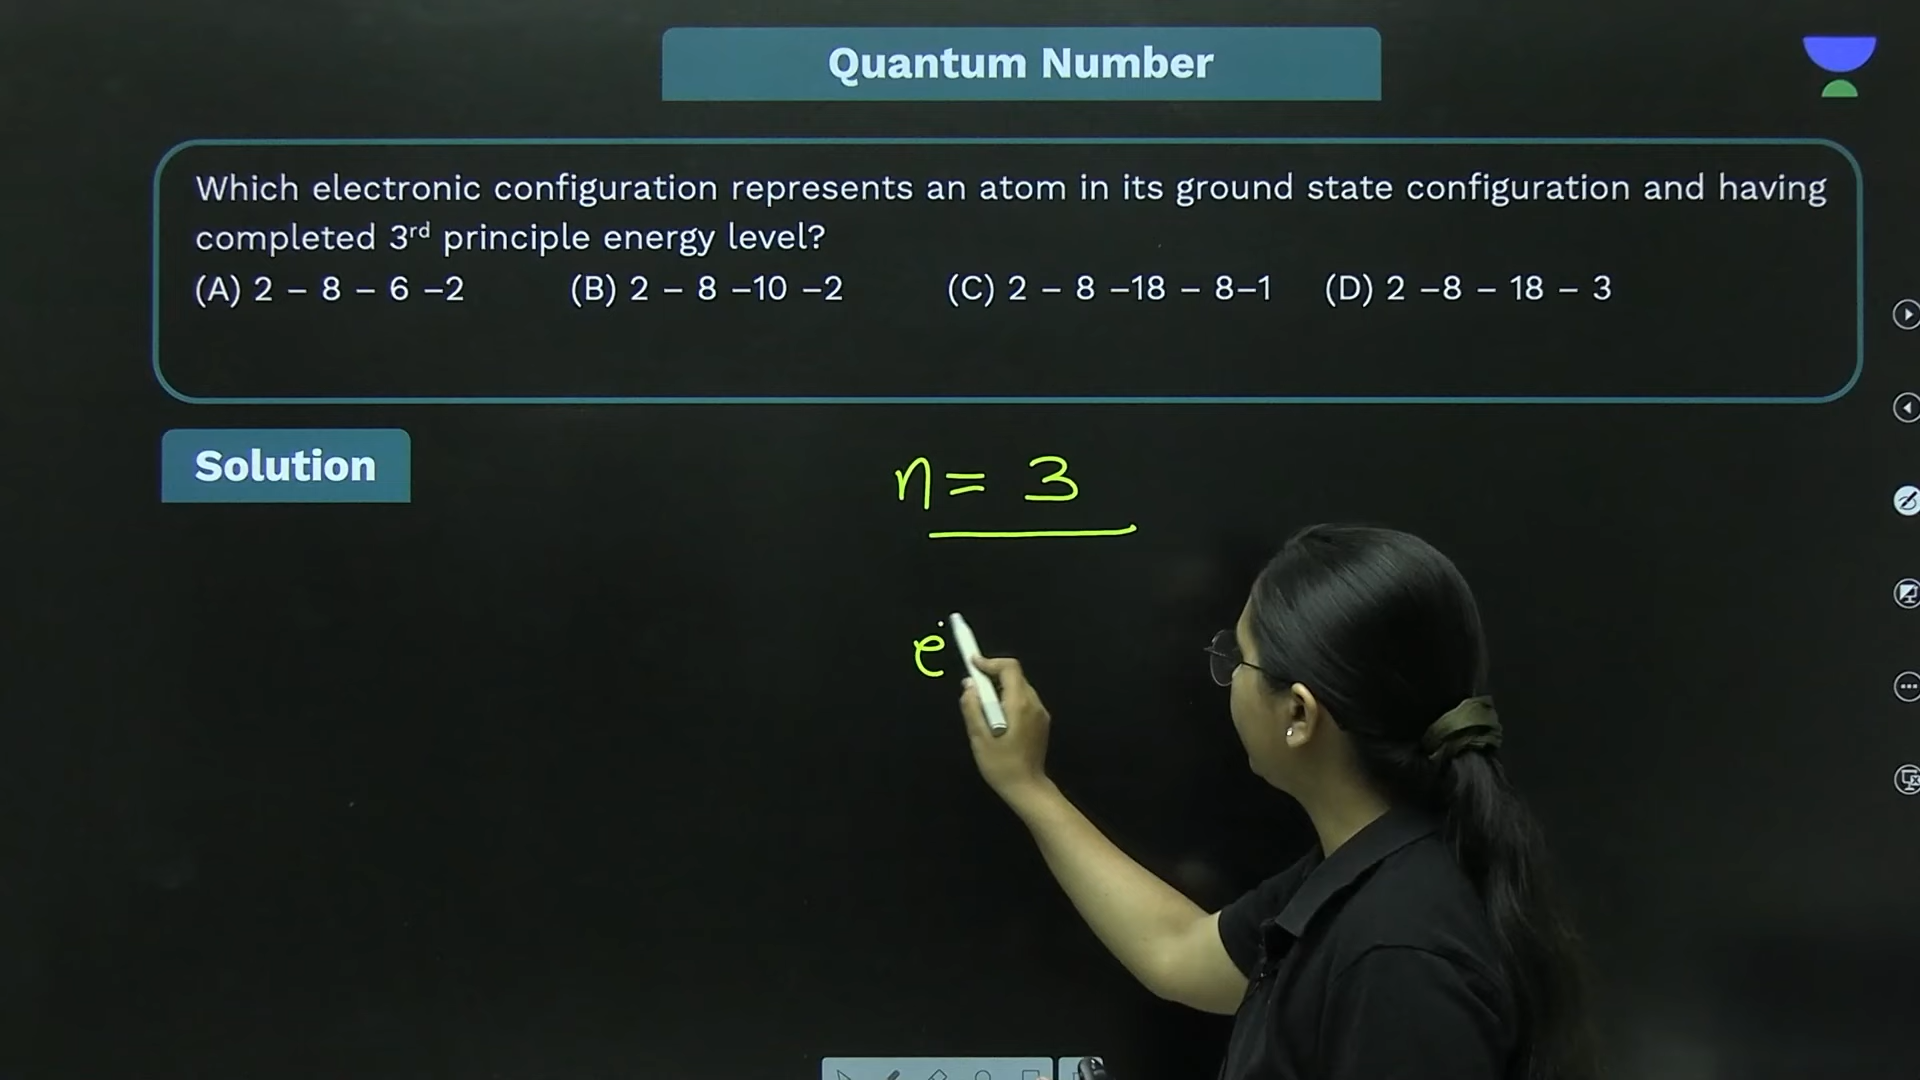 Quantum Number
Which electronic configuration represents an atom in its ground state configuration and having
completed 3rd principle energy level?
(A) 2 – 8 – 6 –2 (B) 2 – 8 –10 –2 (C) 2 – 8 –18 – 8–1 (D) 2 –8 – 18 – 3
Solution
n = 3
e